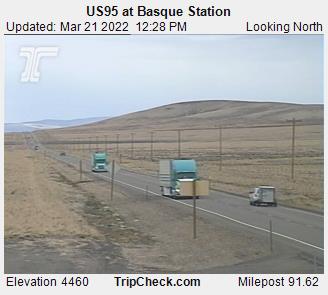 US95 at Basque Station
Updated: Mar 21 2022 12:28 PM Looking North
Elevation 4460 TripCheck.com Milepost 91.62